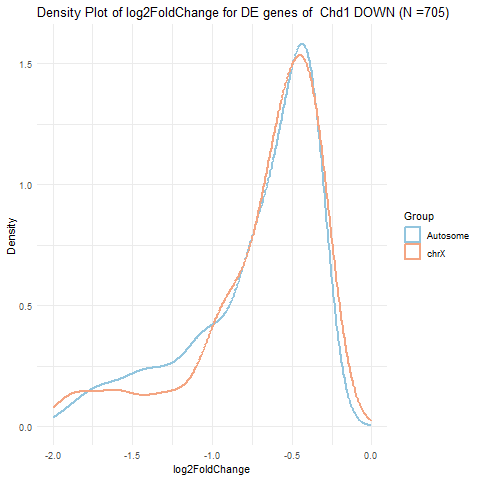 Density Plot of log2FoldChange for DE genes of  Chd1 DOWN (N =705)
1.5
1.0
0.5
0.0
Density
-2.0
-1.5
-1.0
-0.5
0.0
log2FoldChange
Group
Autosome
chrX